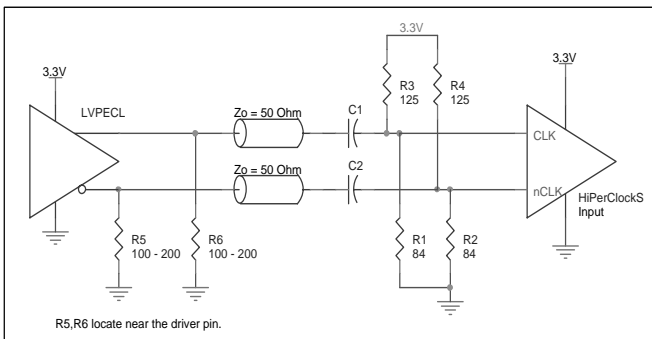 3.3V
3.3V
LVPECL
R3
125
R4
125
3.3V
Zo = 50 Ohm
C1
CLK
Zo = 50 Ohm
C2
nCLK
HiPerClockS
Input
R5
100 - 200
R6
100 - 200
R1
84
R2
84
R5,R6 locate near the driver pin.